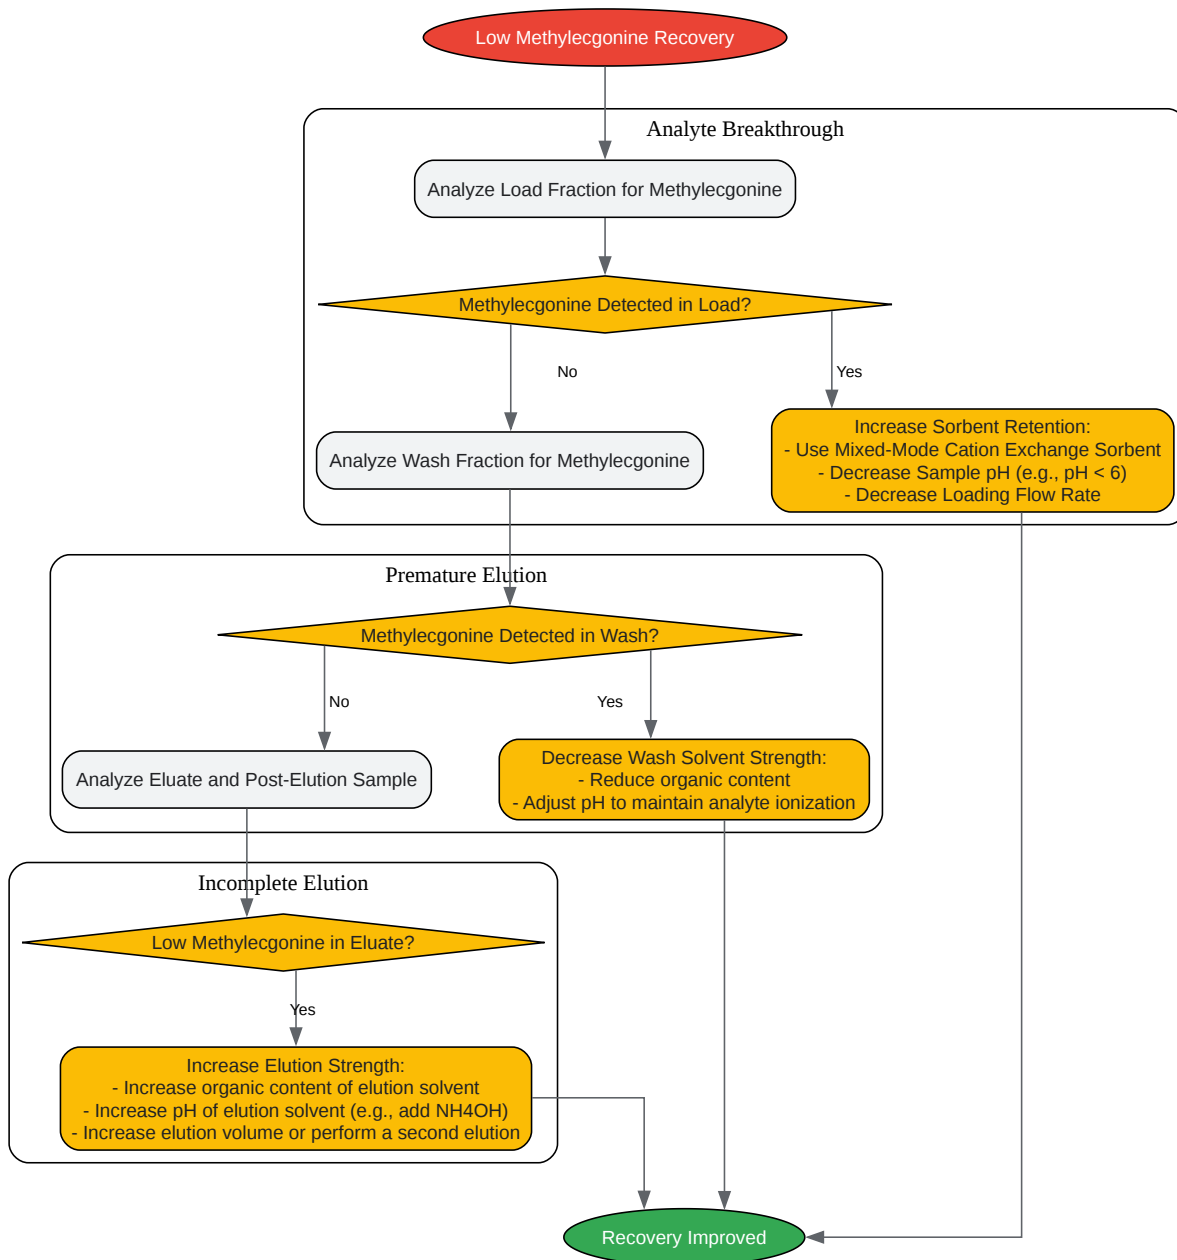 Low Methylecgonine Recovery
Analyte Breakthrough
Analyze Load Fraction for Methylecgonine
Methylecgonine Detected in Load?
No
Yes
Increase Sorbent Retention:
- Use Mixed-Mode Cation Exchange Sorbent
- Decrease Sample pH (e.g., pH < 6)
- Decrease Loading Flow Rate
Analyze Wash Fraction for Methylecgonine
Premature Elution
Methylecgonine Detected in Wash?
No
Yes
Decrease Wash Solvent Strength:
- Reduce organic content
- Adjust pH to maintain analyte ionization
Analyze Eluate and Post-Elution Sample
Incomplete Elution
Low Methylecgonine in Eluate?
Yes
Increase Elution Strength:
- Increase organic content of elution solvent
- Increase pH of elution solvent (e.g., add NH4OH)
- Increase elution volume or perform a second elution
Recovery Improved